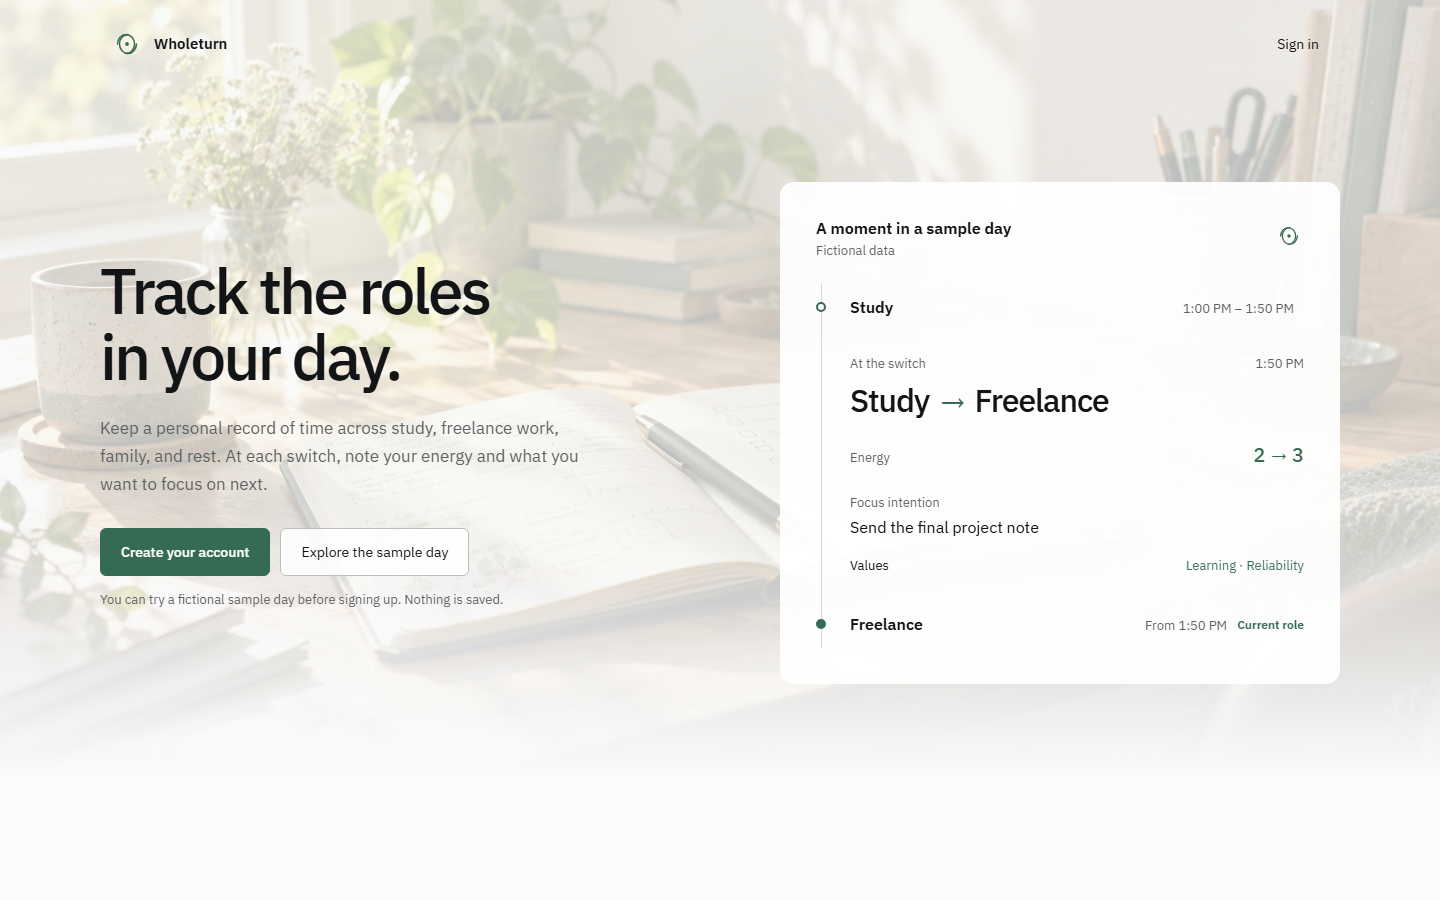 Wholeturn
Sign in
Track the roles
in your day.
Keep a personal record of time across study, freelance work,
family, and rest. At each switch, note your energy and what you
want to focus on next.
Create your account
Explore the sample day
You can try a fictional sample day before signing up. Nothing is saved.
A moment in a sample day
Fictional data
Study 1:00 PM – 1:50 PM
At the switch 1:50 PM
Study → Freelance
Energy 2 → 3
Focus intention
Send the final project note
Values Learning · Reliability
Freelance From 1:50 PM Current role